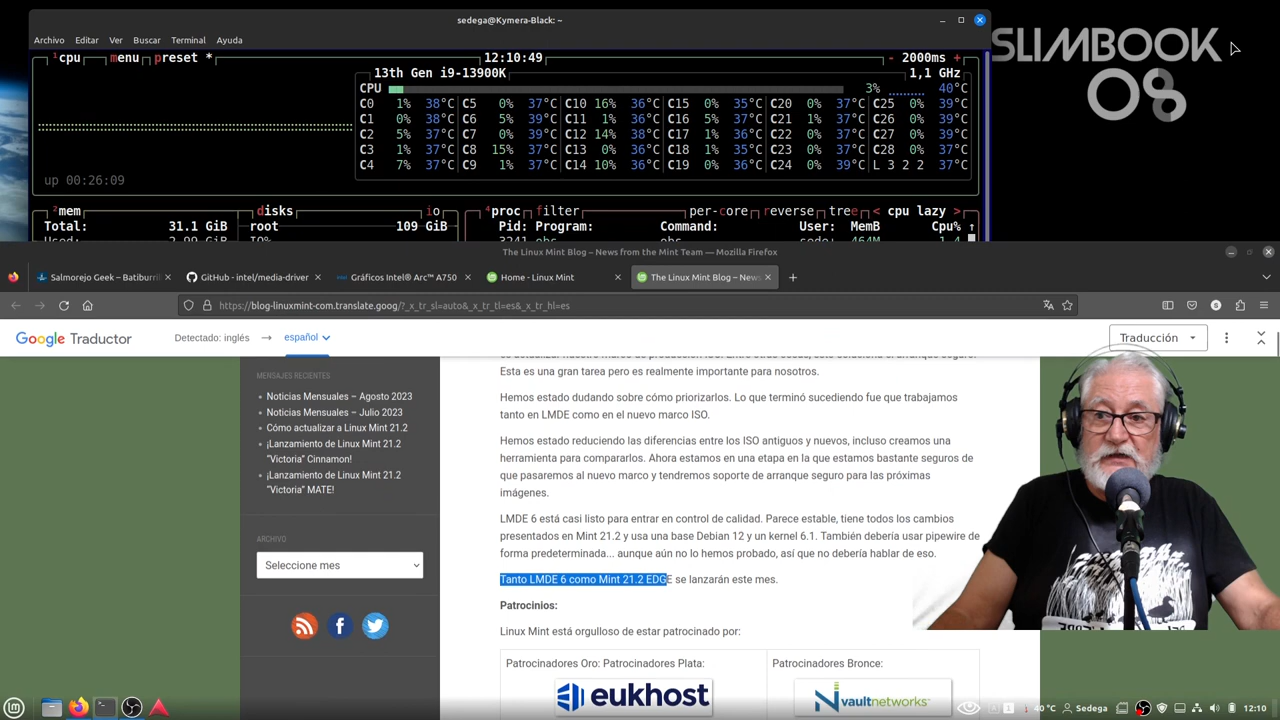 sedega@Kymera-Black: ~
Archivo Editar Ver Buscar Terminal Ayuda
SLIMBOOK
OS
¹cpu menu preset * 12:10:49 - 2000ms +
13th Gen i9-13900K 1,1 GHz
CPU 3% 40°C
C0 1% 38°C C5 0% 37°C C10 16% 36°C C15 0% 35°C C20 0% 37°C C25 0% 39°C
C1 0% 38°C C6 5% 39°C C11 1% 36°C C16 5% 37°C C21 1% 37°C C26 0% 39°C
C2 5% 37°C C7 0% 39°C C12 14% 38°C C17 1% 36°C C22 0% 37°C C27 0% 39°C
C3 1% 37°C C8 15% 37°C C13 0% 36°C C18 1% 35°C C23 0% 37°C C28 0% 37°C
C4 7% 37°C C9 1% 37°C C14 10% 36°C C19 0% 36°C C24 0% 39°C L 3 2 2 37°C
up 00:26:09
²mem disks io ⁴proc filter per-core reverse tree < cpu lazy >
Total: 31.1 GiB root 109 GiB Pid: Program: Command: User: MemB Cpu% ↑
The Linux Mint Blog – News from the Mint Team — Mozilla Firefox
Salmorejo Geek – Batiburri GitHub - intel/media-driver Gráficos Intel® Arc™ A750 Home - Linux Mint The Linux Mint Blog – News
https://blog-linuxmint-com.translate.goog/?_x_tr_sl=auto&_x_tr_tl=es&_x_tr_hl=es
Google Traductor Detectado: inglés → español Traducción
MENSAJES RECIENTES
Noticias Mensuales – Agosto 2023
Noticias Mensuales – Julio 2023
Cómo actualizar a Linux Mint 21.2
¡Lanzamiento de Linux Mint 21.2
"Victoria" Cinnamon!
¡Lanzamiento de Linux Mint 21.2
"Victoria" MATE!
ARCHIVO
Seleccione mes
Esta es una gran tarea pero es realmente importante para nosotros.
Hemos estado dudando sobre cómo priorizarlos. Lo que terminó sucediendo fue que trabajamos
tanto en LMDE como en el nuevo marco ISO.
Hemos estado reduciendo las diferencias entre los ISO antiguos y nuevos, incluso creamos una
herramienta para compararlos. Ahora estamos en una etapa en la que estamos bastante seguros de
que pasaremos al nuevo marco y tendremos soporte de arranque seguro para las próximas
imágenes.
LMDE 6 está casi listo para entrar en control de calidad. Parece estable, tiene todos los cambios
presentados en Mint 21.2 y usa una base Debian 12 y un kernel 6.1. También debería usar pipewire de
forma predeterminada... aunque aún no lo hemos probado, así que no debería hablar de eso.
Tanto LMDE 6 como Mint 21.2 EDGE se lanzarán este mes.
Patrocinios:
Linux Mint está orgulloso de estar patrocinado por:
Patrocinadores Oro: Patrocinadores Plata: Patrocinadores Bronce:
eukhost vaultnetworks
40°C Sedega 12:10